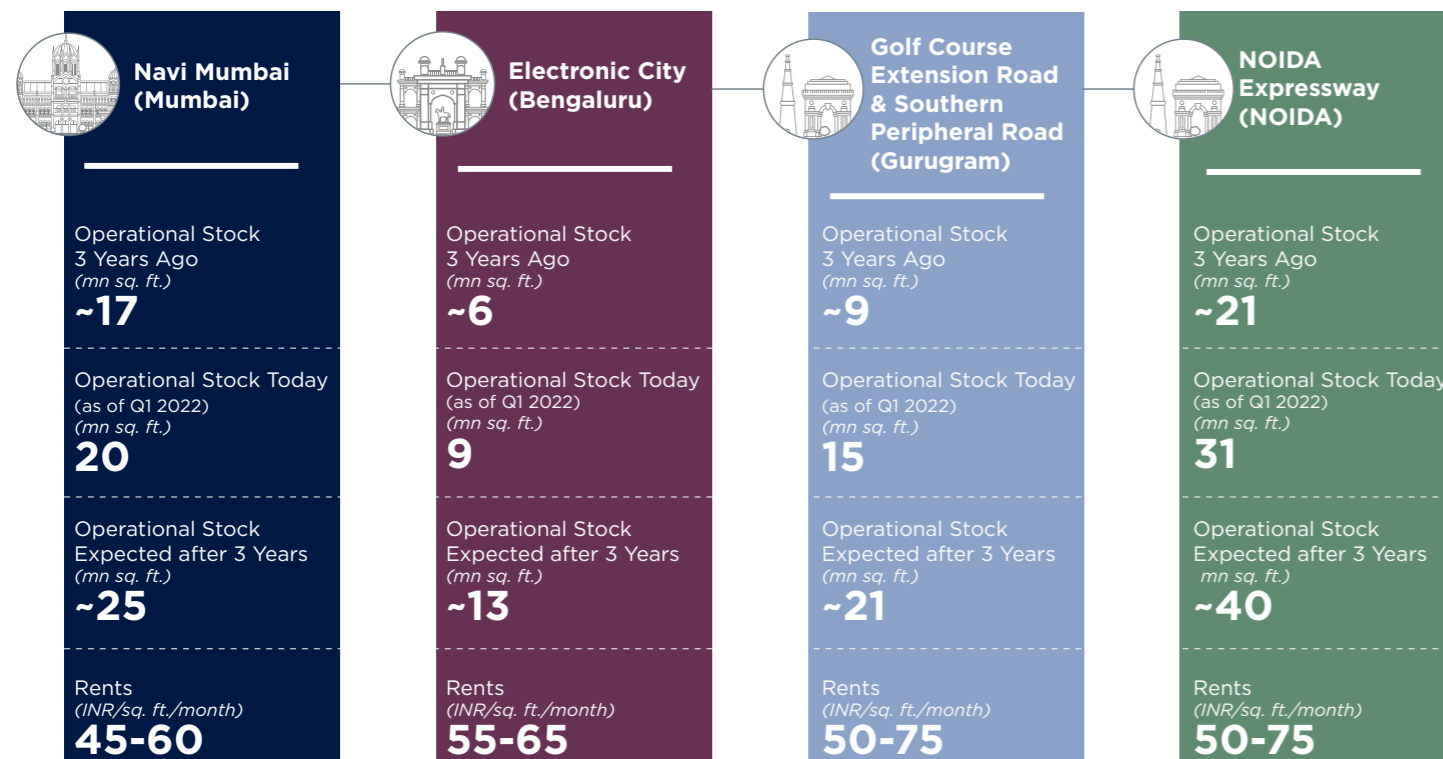 Navi Mumbai
(Mumbai)
Operational Stock
3 Years Ago
(mn sq. ft.)
~17
Operational Stock Today
(as of Q1 2022)
(mn sq. ft.)
20
Operational Stock
Expected after 3 Years
(mn sq. ft.)
~25
Rents
(INR/sq. ft./month)
45-60
Electronic City
(Bengaluru)
Operational Stock
3 Years Ago
(mn sq. ft.)
~6
Operational Stock Today
(as of Q1 2022)
(mn sq. ft.)
9
Operational Stock
Expected after 3 Years
(mn sq. ft.)
~13
Rents
(INR/sq. ft./month)
55-65
Golf Course
Extension Road
& Southern
Peripheral Road
(Gurugram)
Operational Stock
3 Years Ago
(mn sq. ft.)
~9
Operational Stock Today
(as of Q1 2022)
(mn sq. ft.)
15
Operational Stock
Expected after 3 Years
(mn sq. ft.)
~21
Rents
(INR/sq. ft./month)
50-75
NOIDA
Expressway
(NOIDA)
Operational Stock
3 Years Ago
(mn sq. ft.)
~21
Operational Stock Today
(as of Q1 2022)
(mn sq. ft.)
31
Operational Stock
Expected after 3 Years
mn sq. ft.)
~40
Rents
(INR/sq. ft./month)
50-75